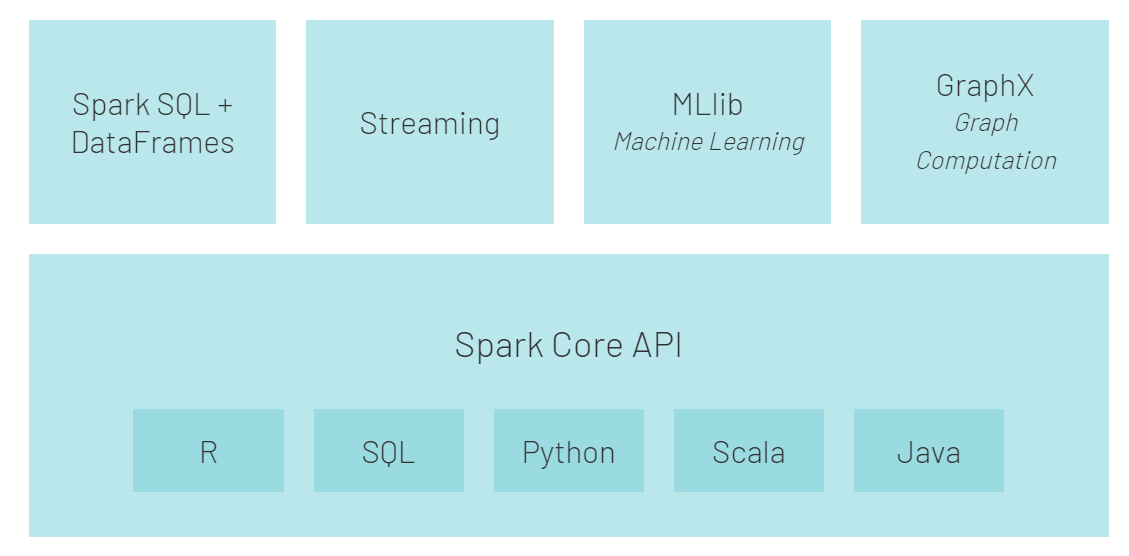 Spark SQL +
DataFrames
Streaming
MLlib
Machine Learning
GraphX
Graph
Computation
Spark Core API
R
SQL
Python
Scala
Java